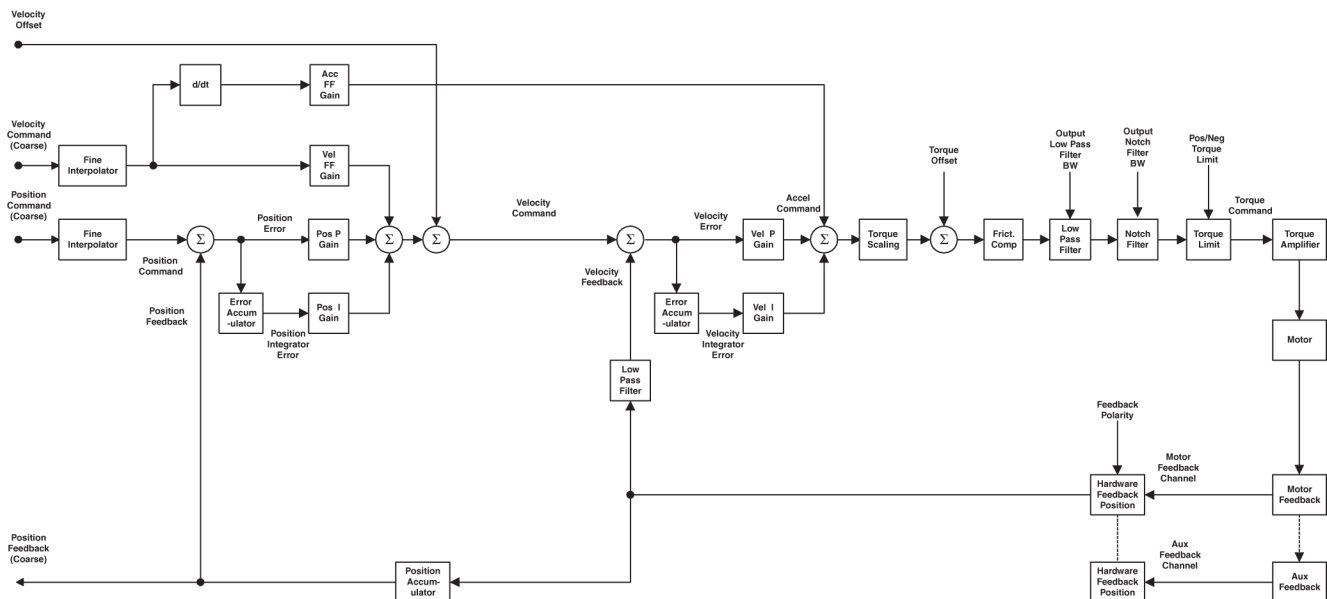 Velocity
Offset
d/dt
Acc
FF
Gain
Velocity
Command
(Coarse)
Fine
Interpolator
Vel
FF
Gain
Torque
Offset
Output
Low Pass
Filter
BW
Output
Notch
Filter
BW
Pos/Neg
Torque
Limit
Position
Command
(Coarse)
Fine
Interpolator
Position
Command
Σ
Position
Error
Pos P
Gain
Σ
Σ
Velocity
Command
Σ
Velocity
Error
Vel P
Gain
Accel
Command
Σ
Torque
Scaling
Σ
Frict.
Comp
Low
Pass
Filter
Notch
Filter
Torque
Limit
Torque
Command
Torque
Amplifier
Position
Feedback
Error
Accum
-ulator
Position
Integrator
Error
Pos I
Gain
Velocity
Feedback
Error
Accum
-ulator
Velocity
Integrator
Error
Vel I
Gain
Motor
Low
Pass
Filter
Feedback
Polarity
Hardware
Feedback
Position
Motor
Feedback
Channel
Motor
Feedback
Position
Feedback
(Coarse)
Position
Accum-
ulator
Hardware
Feedback
Position
Aux
Feedback
Channel
Aux
Feedback